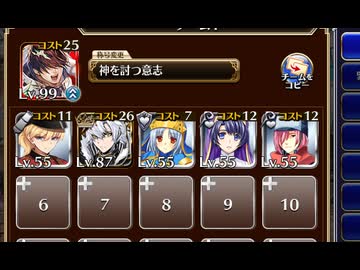 コスト25
称号変更
神を討つ意志
チームを
コピー
Lv.99
コスト11
コスト26
コスト7
コスト12
コスト12
Lv.55
Lv.87
Lv.55
Lv.55
Lv.55
6
7
8
9
10